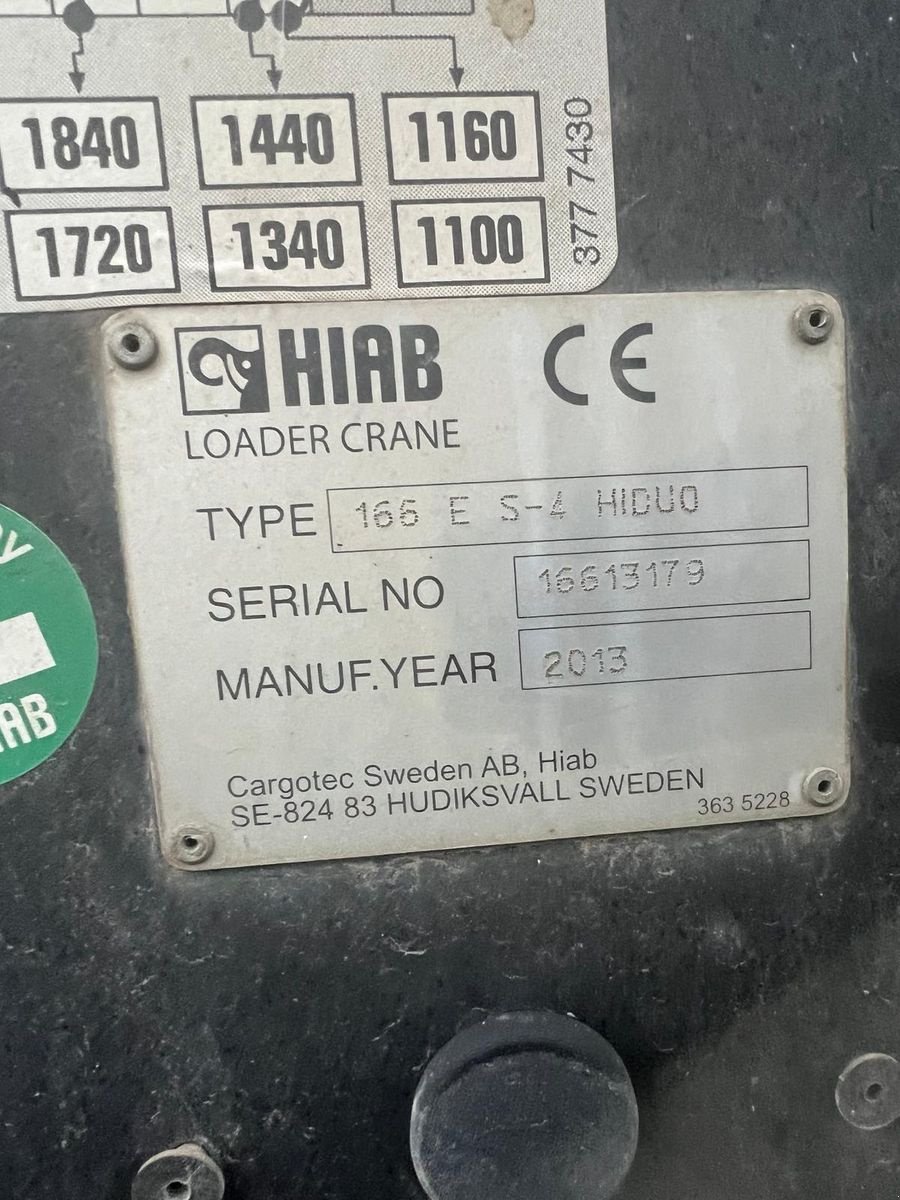 1840 1440 1160
1720 1340 1100
377 7430
HIAB CE
LOADER CRANE
TYPE 166 E S-4 HIDUO
SERIAL NO 16613179
MANUF.YEAR 2013
Cargotec Sweden AB, Hiab
SE-824 83 HUDIKSVALL SWEDEN
363 5228